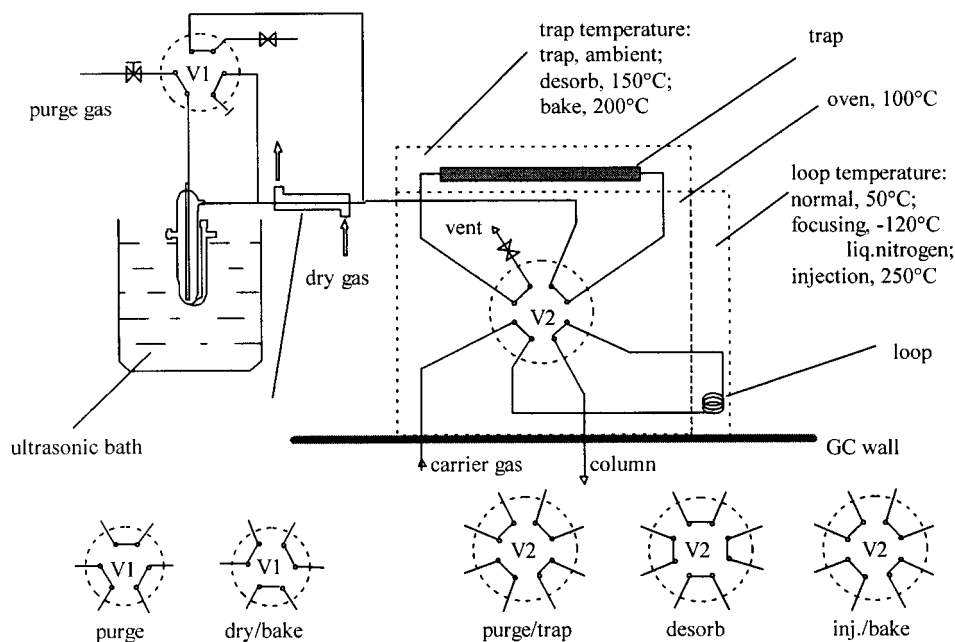 trap temperature:
trap, ambient;
desorb, 150°C;
bake, 200°C
trap
oven, 100°C
V1
purge gas
loop temperature:
normal, 50°C;
focusing, -120°C
liq.nitrogen;
injection, 250°C
vent
dry gas
V2
loop
ultrasonic bath
GC wall
carrier gas
column
V1
V1
V2
V2
V2
purge
dry/bake
purge/trap
desorb
inj./bake